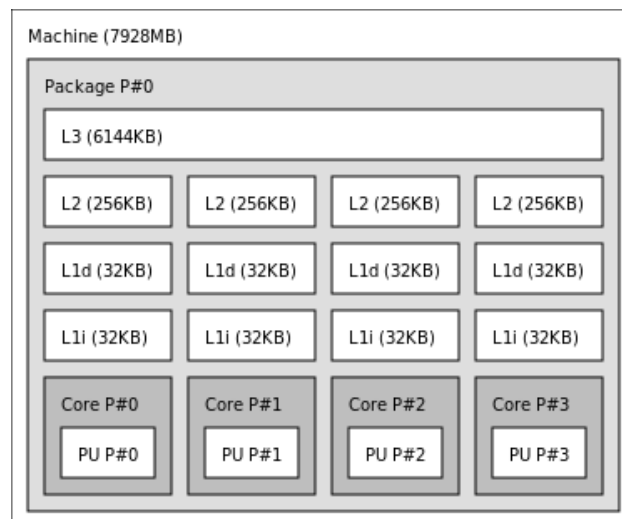 Machine (7928MB)
Package P#0
L3 (6144KB)
L2 (256KB) L2 (256KB) L2 (256KB) L2 (256KB)
L1d (32KB) L1d (32KB) L1d (32KB) L1d (32KB)
L1i (32KB) L1i (32KB) L1i (32KB) L1i (32KB)
Core P#0 Core P#1 Core P#2 Core P#3
PU P#0 PU P#1 PU P#2 PU P#3